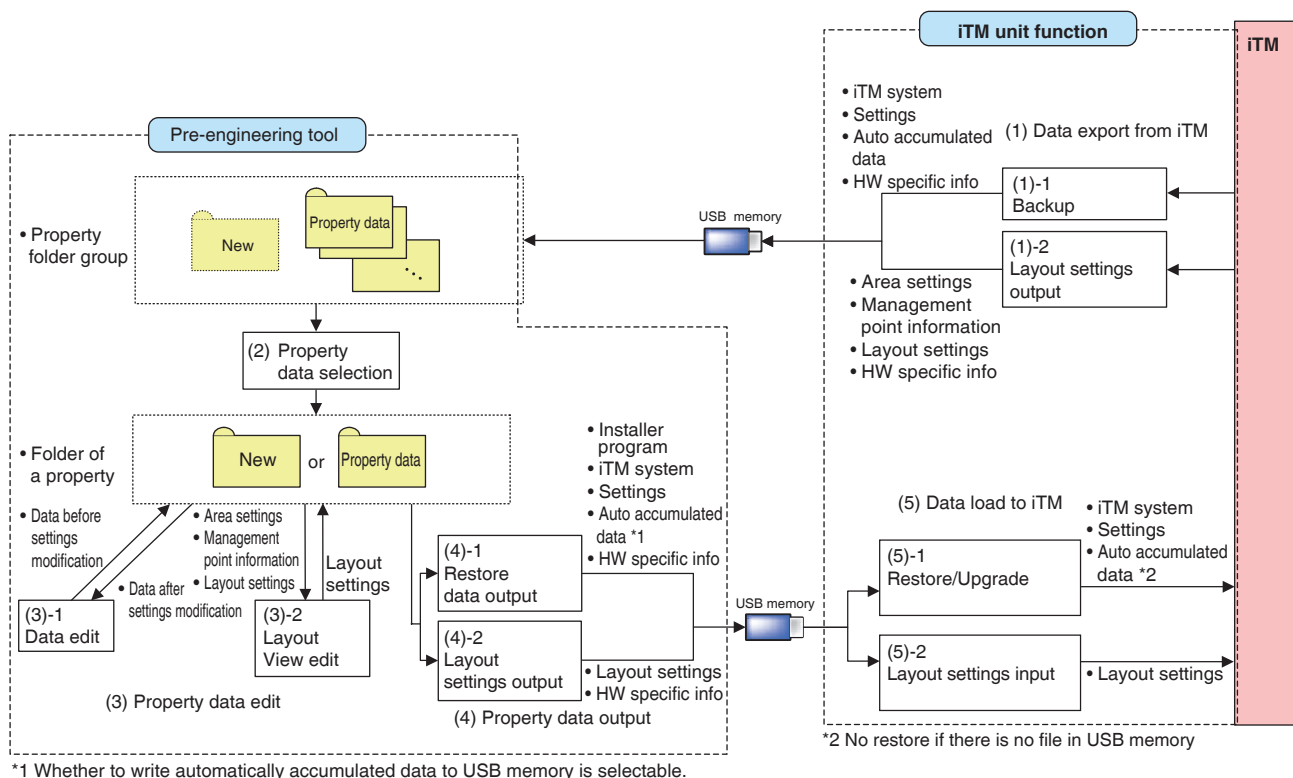 iTM unit function
iTM
• iTM system
• Settings
• Auto accumulated
data
• HW specific info
(1) Data export from iTM
(1)-1
Backup
(1)-2
Layout settings
output
USB memory
• Area settings
• Management
point information
• Layout settings
• HW specific info
Pre-engineering tool
• Property
folder group
New
Property data
...
(2) Property
data selection
• Folder of
a property
New
or
Property data
• Data before
settings
modification
• Data after
settings modification
• Area settings
• Management
point information
• Layout settings
Layout
settings
(3)-1
Data edit
(3)-2
Layout
View edit
(3) Property data edit
• Installer
program
• iTM system
• Settings
• Auto accumulated
data *1
• HW specific info
(4)-1
Restore
data output
(4)-2
Layout
settings output
• Layout settings
• HW specific info
(4) Property data output
USB memory
(5) Data load to iTM
(5)-1
Restore/Upgrade
• iTM system
• Settings
• Auto accumulated
data *2
(5)-2
Layout settings input
• Layout settings
*2 No restore if there is no file in USB memory
*1 Whether to write automatically accumulated data to USB memory is selectable.